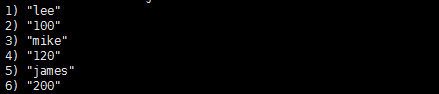 1) "lee"
2) "100"
3) "mike"
4) "120"
5) "james"
6) "200"